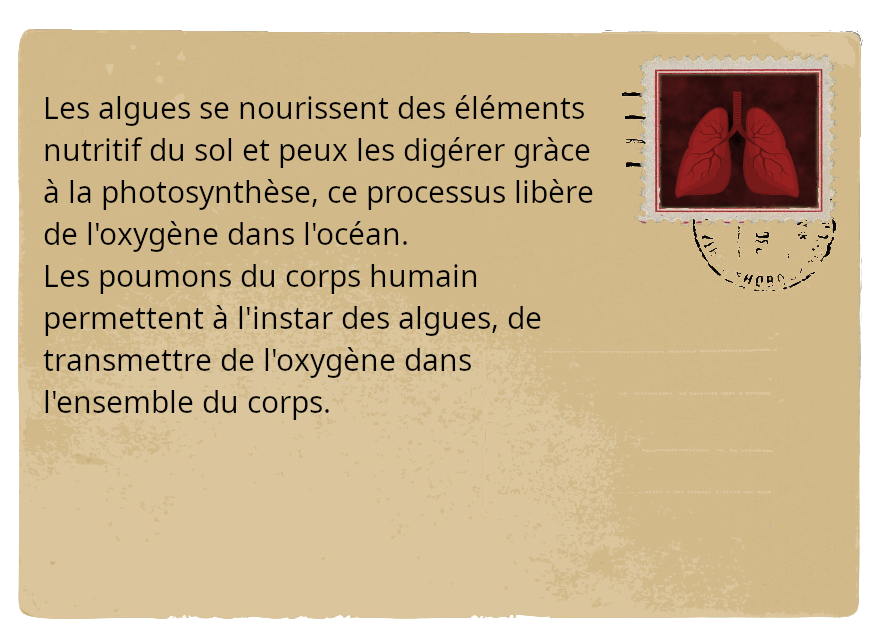 Les algues se nourissent des éléments
nutritif du sol et peux les digérer gràce
à la photosynthèse, ce processus libère
de l'oxygène dans l'océan.
Les poumons du corps humain
permettent à l'instar des algues, de
transmettre de l'oxygène dans
l'ensemble du corps.